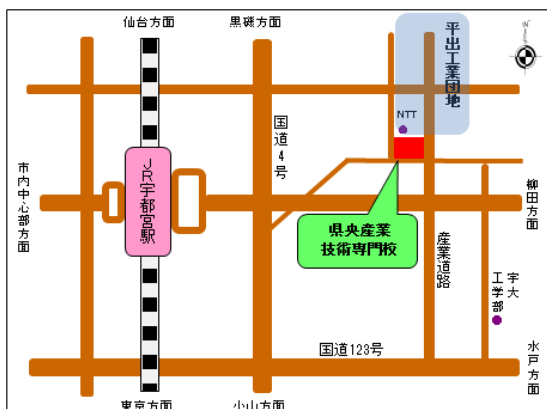 仙台方面
黒磯方面
平出工業団地
N
NTT
国道4号
JR宇都宮駅
市内中心部方面
柳田方面
県央産業
技術専門校
産業道路
宇大
工学部
国道123号
水戸方面
東京方面
小山方面